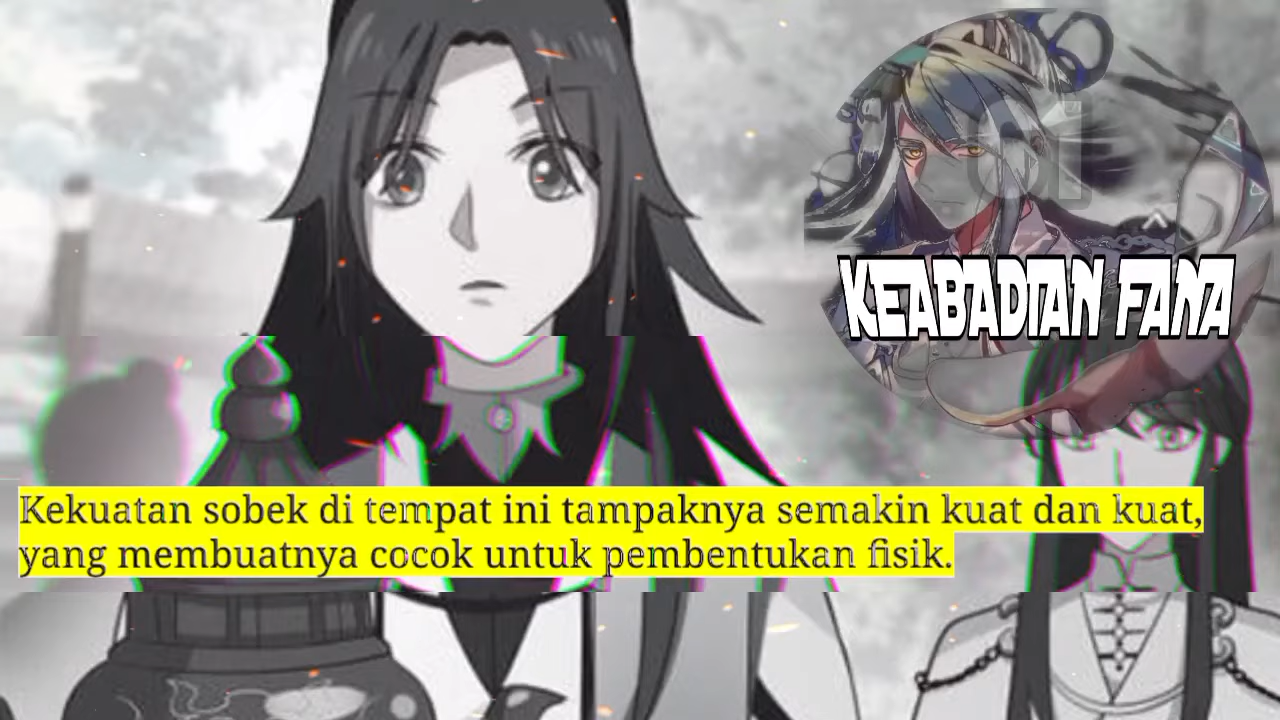 KEABADIAN FANA
Kekuatan sobek di tempat ini tampaknya semakin kuat dan kuat,
yang membuatnya cocok untuk pembentukan fisik.